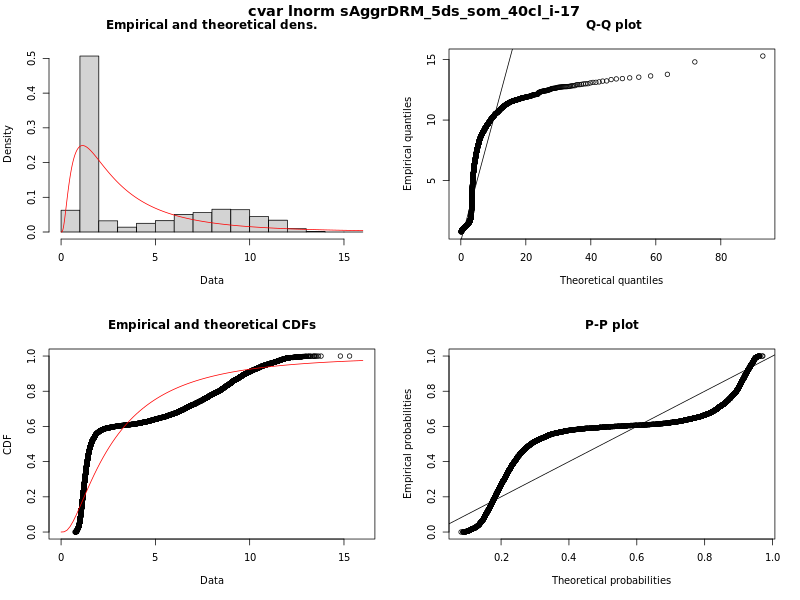 cvar lnorm sAggrDRM_5ds_som_40cl_i-17
Empirical and theoretical dens.
Density
0.0 0.1 0.2 0.3 0.4 0.5
0 5 10 15
Data
Q-Q plot
Empirical quantiles
5 10 15
0 20 40 60 80
Theoretical quantiles
Empirical and theoretical CDFs
CDF
0.0 0.2 0.4 0.6 0.8 1.0
0 5 10 15
Data
P-P plot
Empirical probabilities
0.0 0.2 0.4 0.6 0.8 1.0
0.2 0.4 0.6 0.8 1.0
Theoretical probabilities